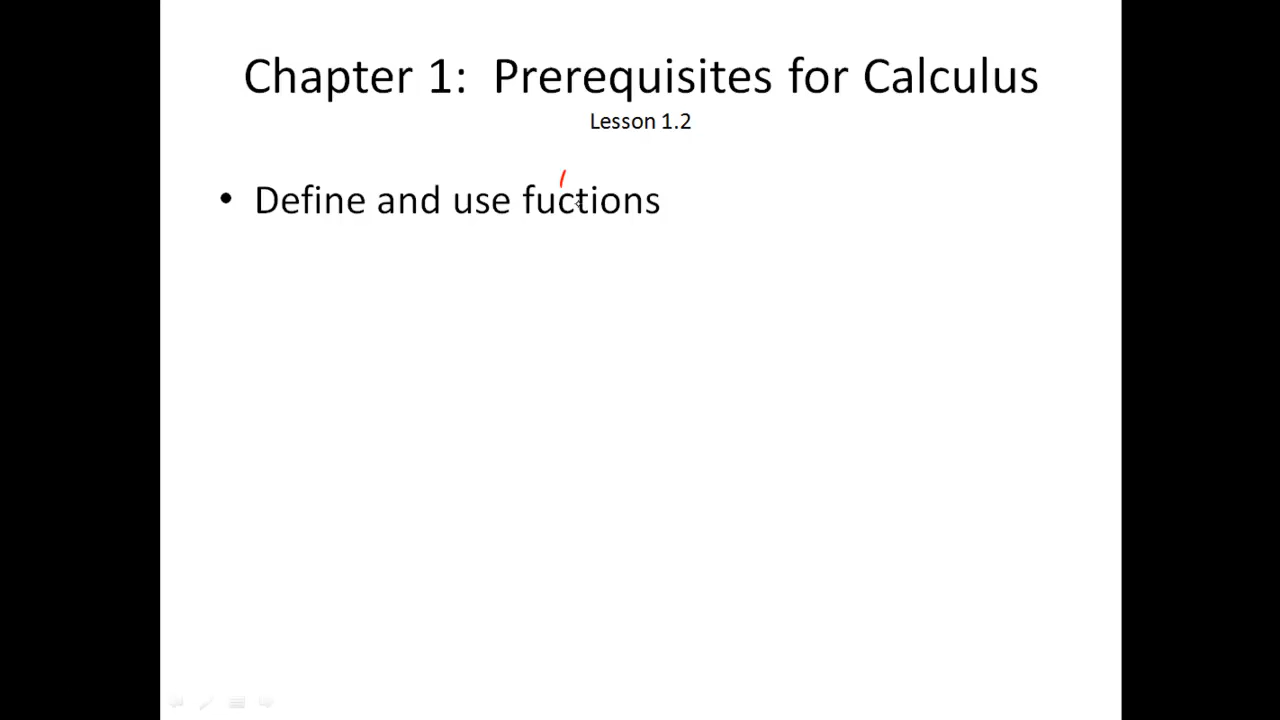 Chapter 1: Prerequisites for Calculus
Lesson 1.2
• Define and use fuctions